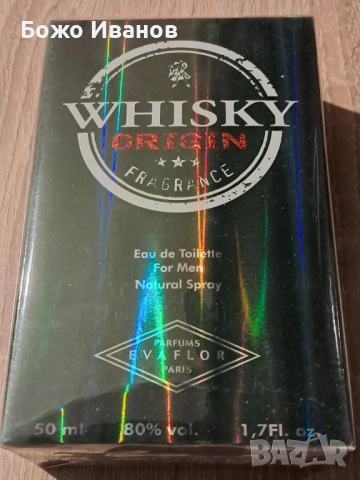 Божо Иванов
WHISKY
ORIGIN
FRAGRANCE
Eau de Toilette
For Men
Natural Spray
PARFUMS
EVAFLOR
PARIS
50 ml 80% vol. 1,7Fl. oz.
БАЗАР